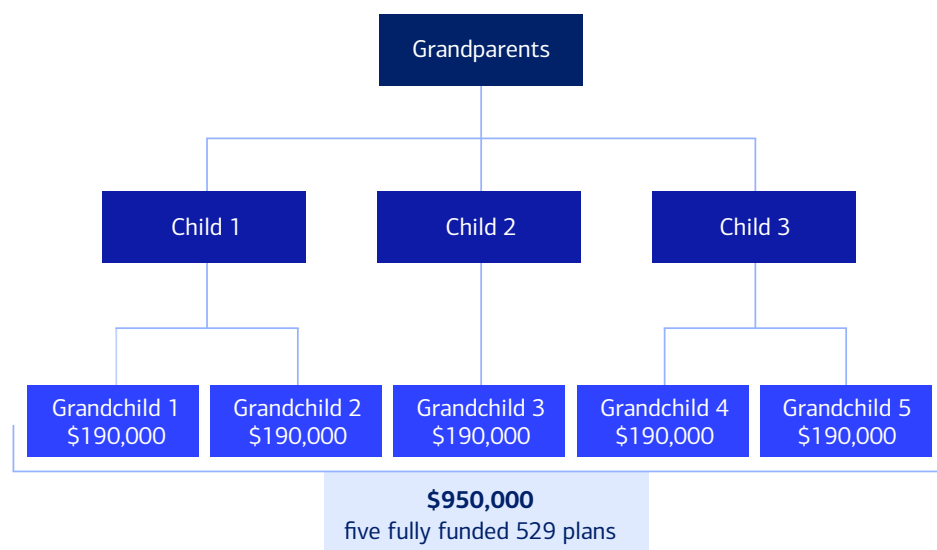 Grandparents
Child 1
Child 2
Child 3
Grandchild 1
$190,000
Grandchild 2
$190,000
Grandchild 3
$190,000
Grandchild 4
$190,000
Grandchild 5
$190,000
$950,000
five fully funded 529 plans